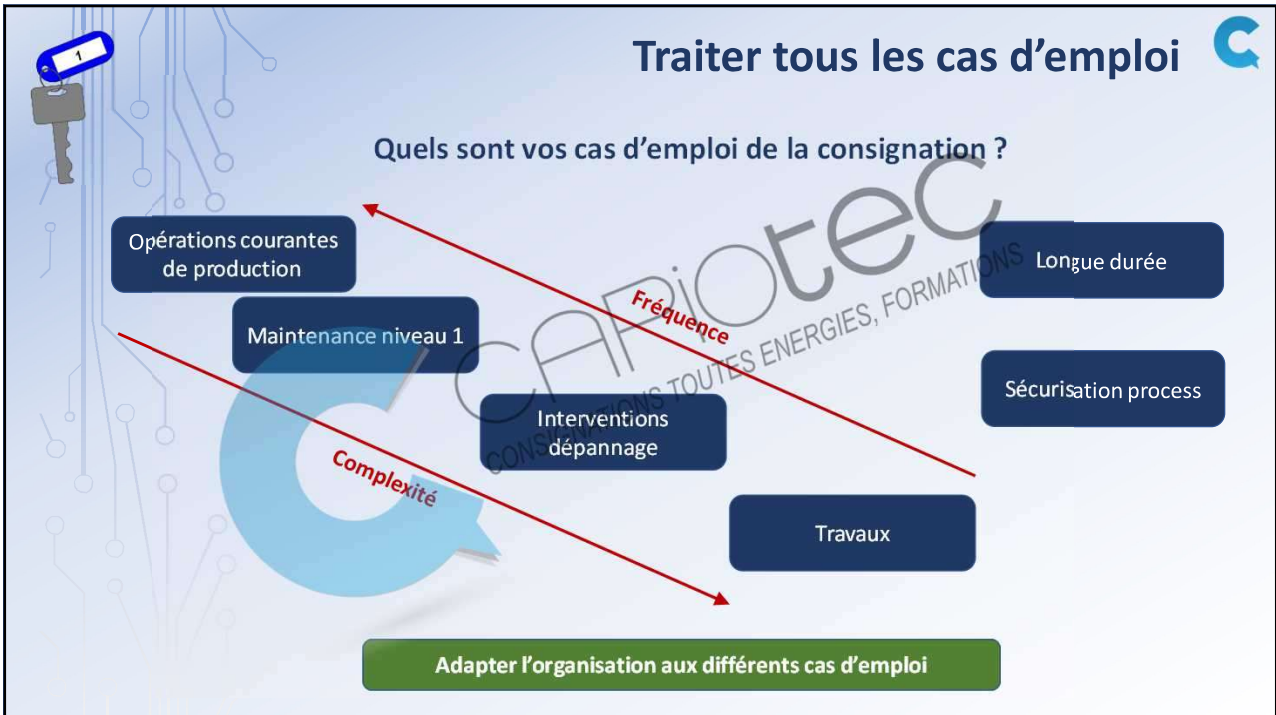 1
Traiter tous les cas d’emploi
Quels sont vos cas d’emploi de la consignation ?
Opérations courantes
de production
Maintenance niveau 1
Interventions
dépannage
Travaux
Fréquence
Complexité
Longue durée
Sécurisation process
CAPiotec
CONSIGNATIONS TOUTES ENERGIES, FORMATIONS
Adapter l’organisation aux différents cas d’emploi